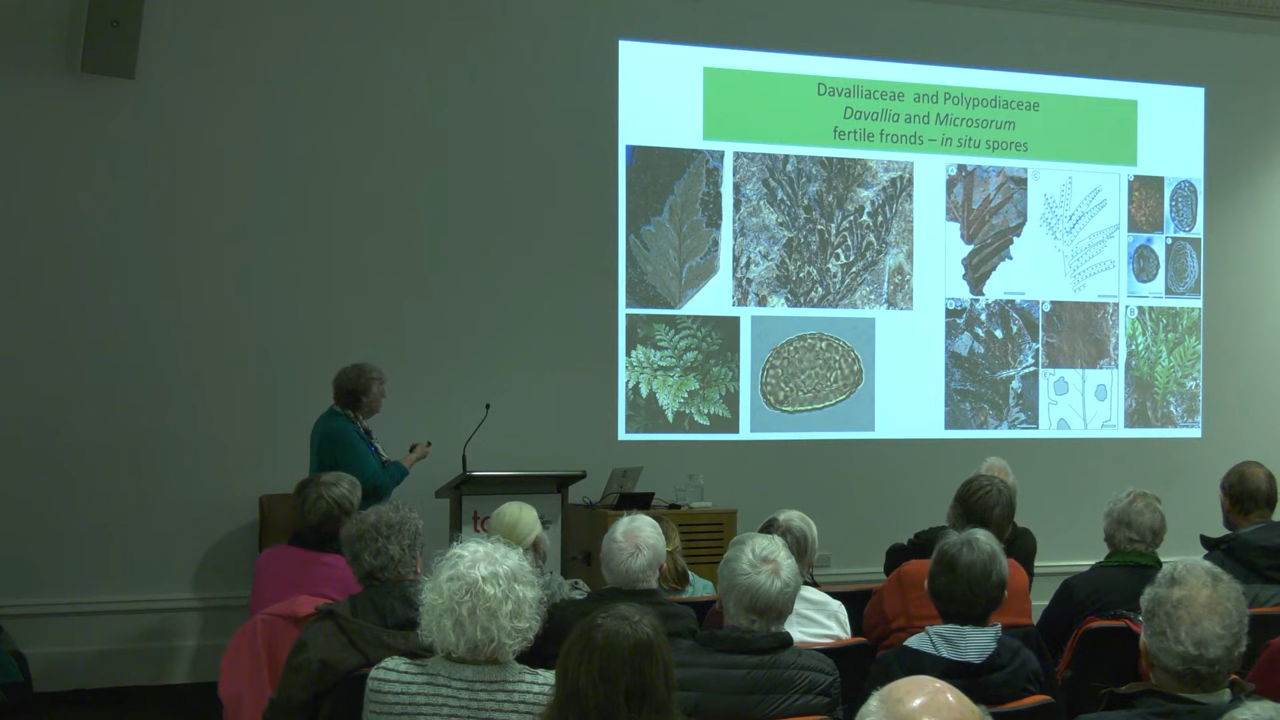 Davalliaceae and Polypodiaceae
Davallia and Microsorum
fertile fronds – in situ spores